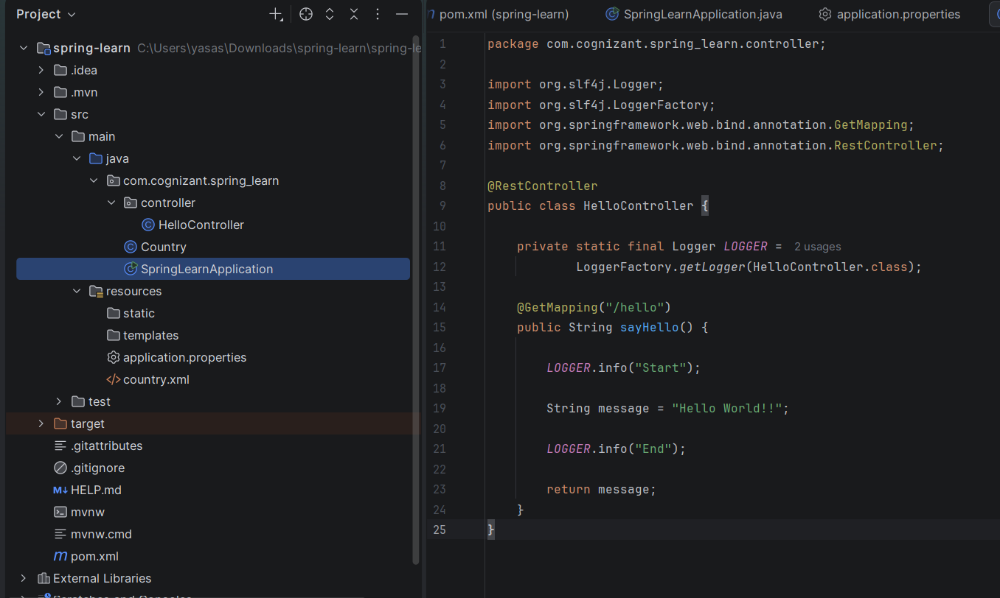 Project
spring-learn C:\Users\yasas\Downloads\spring-learn\spring-le
.idea
.mvn
src
main
java
com.cognizant.spring_learn
controller
HelloController
Country
SpringLearnApplication
resources
static
templates
application.properties
country.xml
test
target
.gitattributes
.gitignore
HELP.md
mvnw
mvnw.cmd
pom.xml
External Libraries
Scratches and Consoles
pom.xml (spring-learn) SpringLearnApplication.java application.properties
1 package com.cognizant.spring_learn.controller;
2
3 import org.slf4j.Logger;
4 import org.slf4j.LoggerFactory;
5 import org.springframework.web.bind.annotation.GetMapping;
6 import org.springframework.web.bind.annotation.RestController;
7
8 @RestController
9 public class HelloController {
10
11 private static final Logger LOGGER = 2 usages
12 LoggerFactory.getLogger(HelloController.class);
13
14 @GetMapping("/hello")
15 public String sayHello() {
16
17 LOGGER.info("Start");
18
19 String message = "Hello World!!";
20
21 LOGGER.info("End");
22
23 return message;
24 }
25 }